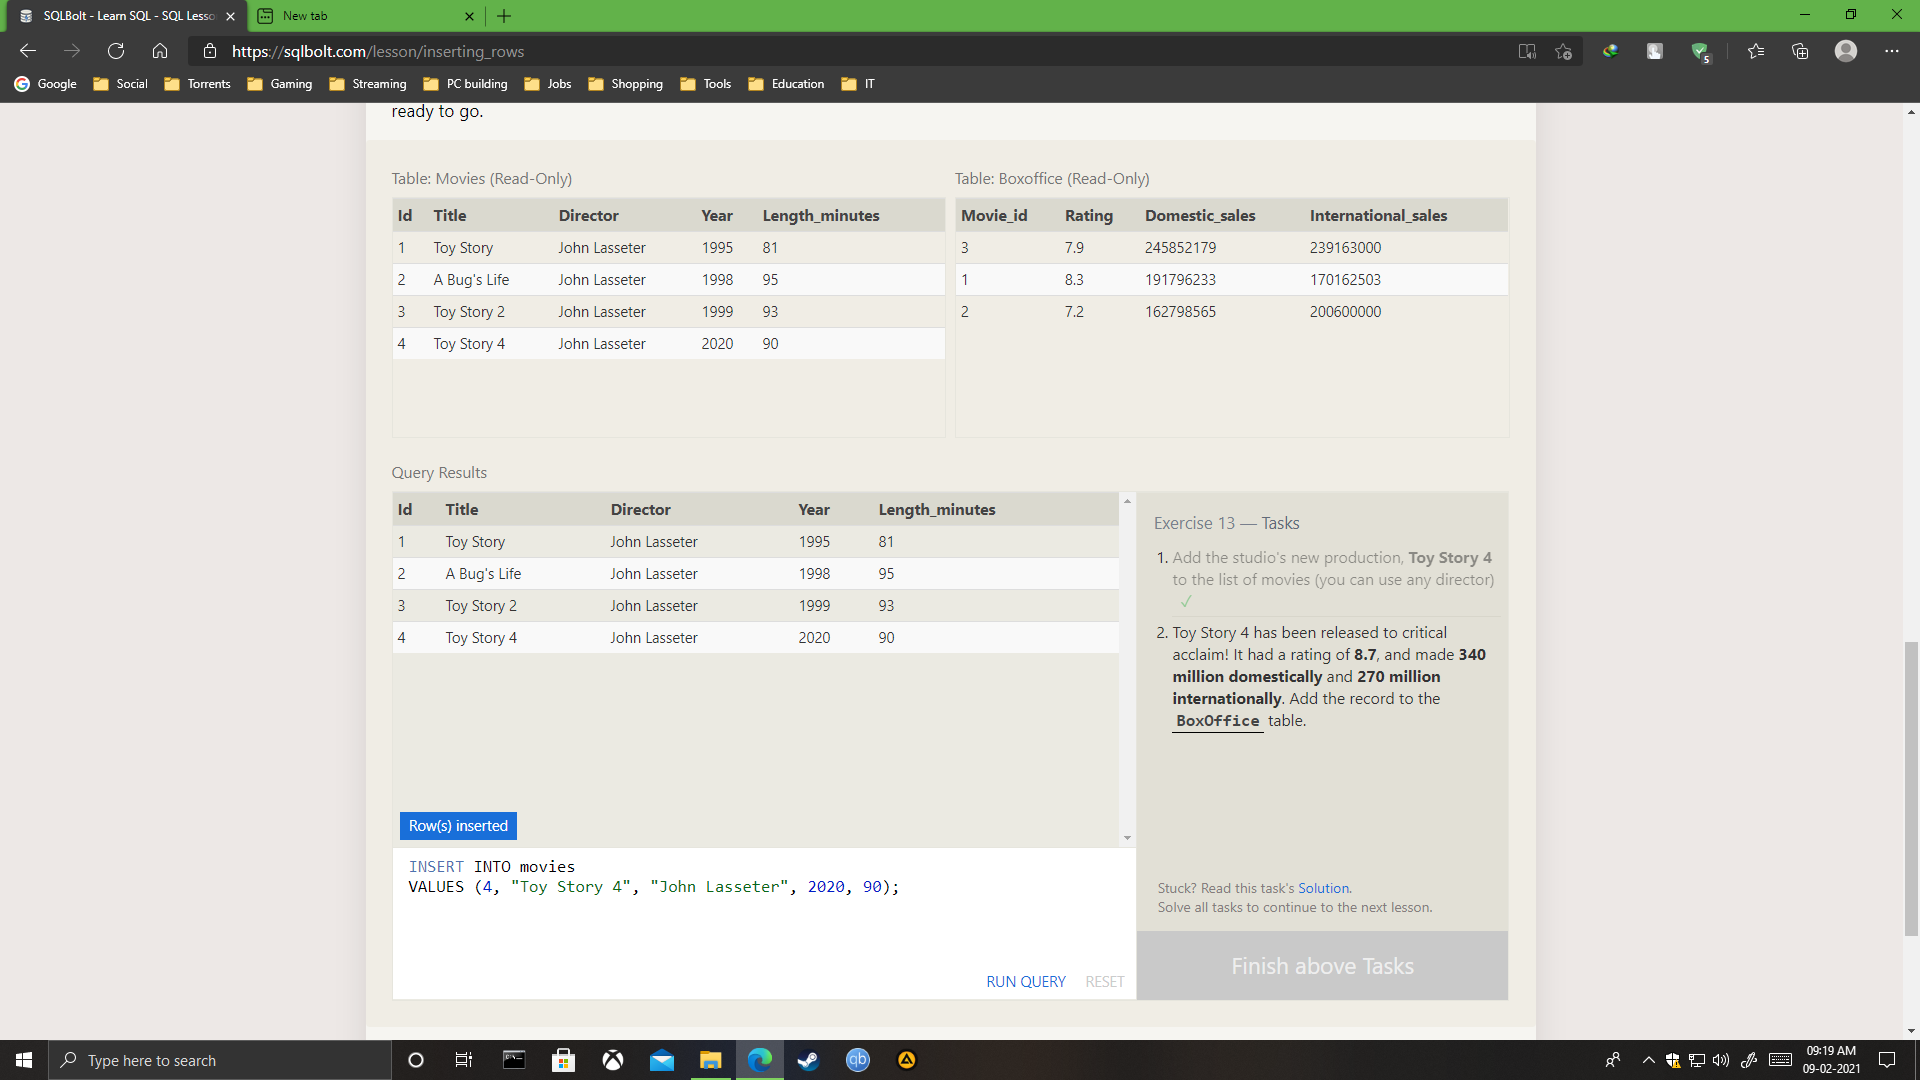 SQLBolt - Learn SQL - SQL Lesso
New tab
https://sqlbolt.com/lesson/inserting_rows
5
Google
Social
Torrents
Gaming
Streaming
PC building
Jobs
Shopping
Tools
Education
IT
ready to go.
Table: Movies (Read-Only)
Id Title Director Year Length_minutes
1 Toy Story John Lasseter 1995 81
2 A Bug's Life John Lasseter 1998 95
3 Toy Story 2 John Lasseter 1999 93
4 Toy Story 4 John Lasseter 2020 90
Table: Boxoffice (Read-Only)
Movie_id Rating Domestic_sales International_sales
3 7.9 245852179 239163000
1 8.3 191796233 170162503
2 7.2 162798565 200600000
Query Results
Id Title Director Year Length_minutes
1 Toy Story John Lasseter 1995 81
2 A Bug's Life John Lasseter 1998 95
3 Toy Story 2 John Lasseter 1999 93
4 Toy Story 4 John Lasseter 2020 90
Row(s) inserted
INSERT INTO movies
VALUES (4, "Toy Story 4", "John Lasseter", 2020, 90);
RUN QUERY
RESET
Exercise 13 — Tasks
1. Add the studio's new production, Toy Story 4
to the list of movies (you can use any director)
✓
2. Toy Story 4 has been released to critical
acclaim! It had a rating of 8.7, and made 340
million domestically and 270 million
internationally. Add the record to the
BoxOffice table.
Stuck? Read this task's Solution.
Solve all tasks to continue to the next lesson.
Finish above Tasks
Type here to search
qb
09:19 AM
09-02-2021